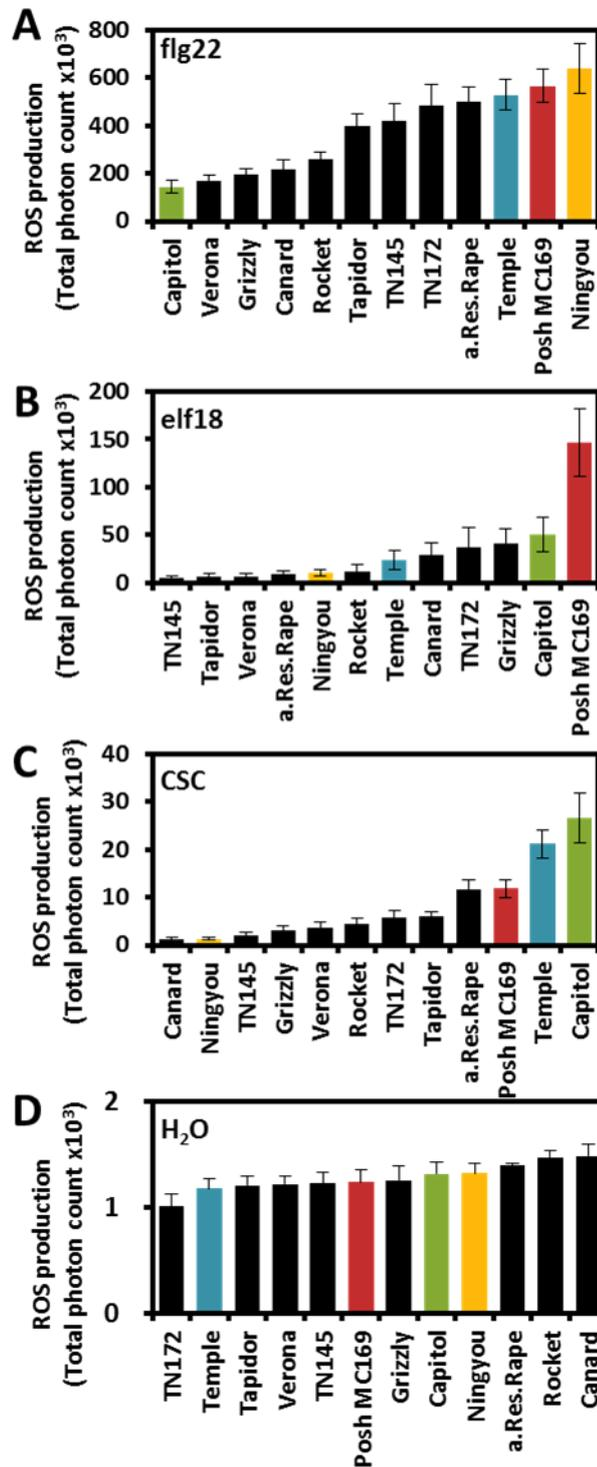 A
flg22
ROS production
(Total photon count x10³)
800
600
400
200
0
Capitol
Verona
Grizzly
Canard
Rocket
Tapidor
TN145
TN172
a.Res.Rape
Temple
Posh MC169
Ningyou
B
elf18
ROS production
(Total photon count x10³)
200
150
100
50
0
TN145
Tapidor
Verona
a.Res.Rape
Ningyou
Rocket
Temple
Canard
TN172
Grizzly
Capitol
Posh MC169
C
CSC
ROS production
(Total photon count x10³)
40
30
20
10
0
Canard
Ningyou
TN145
Grizzly
Verona
Rocket
TN172
Tapidor
a.Res.Rape
Posh MC169
Temple
Capitol
D
H₂O
ROS production
(Total photon count x10³)
2
1
0
TN172
Temple
Tapidor
Verona
TN145
Posh MC169
Grizzly
Capitol
Ningyou
a.Res.Rape
Rocket
Canard